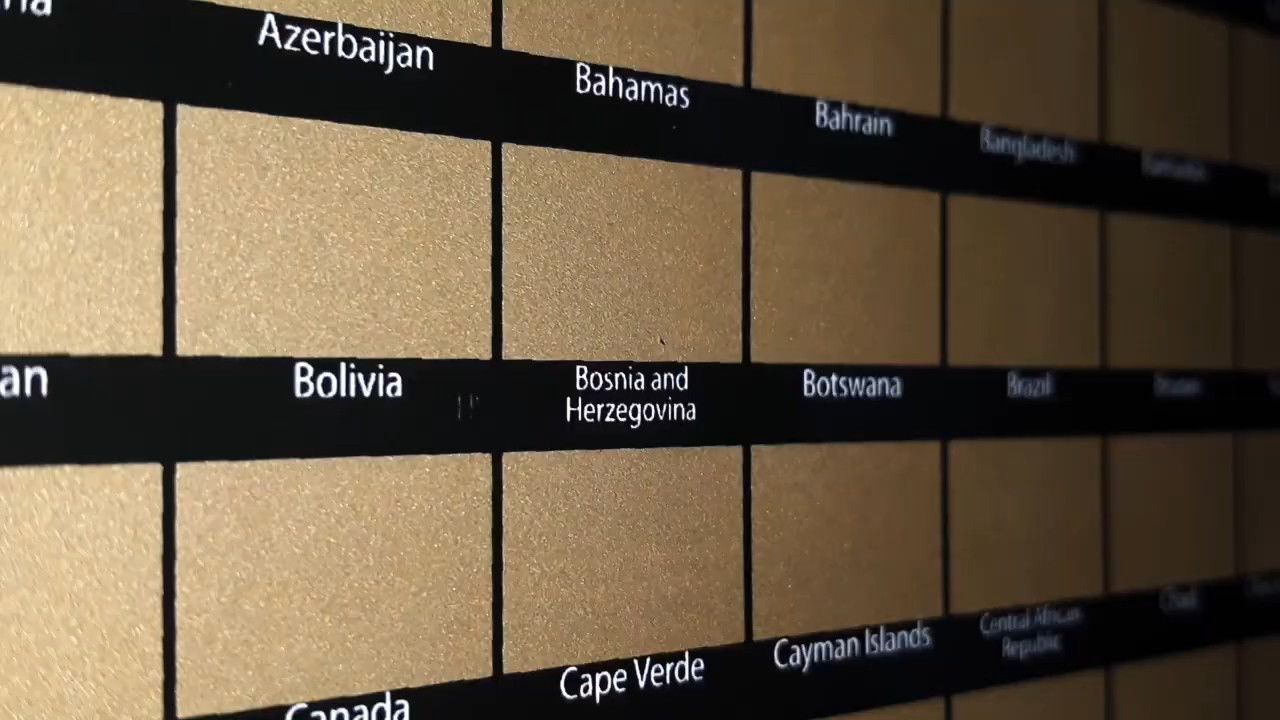 Azerbaijan
Bahamas
Bahrain
Bangladesh
an
Bolivia
Bosnia and
Herzegovina
Botswana
Brazil
Canada
Cape Verde
Cayman Islands
Central African
Republic
Chad